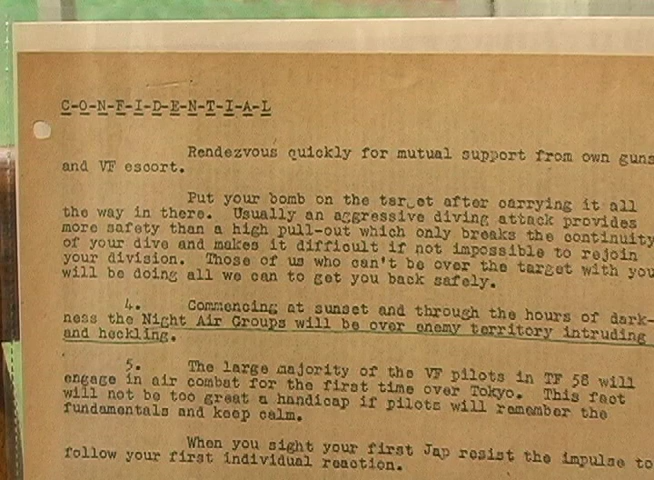 C-O-N-F-I-D-E-N-T-I-A-L
Rendezvous quickly for mutual support from own guns
and VF escort.
Put your bomb on the target after carrying it all
the way in there. Usually an aggressive diving attack provides
more safety than a high pull-out which only breaks the continuity
of your dive and makes it difficult if not impossible to rejoin
your division. Those of us who can't be over the target with you
will be doing all we can to get you back safely.
4. Commencing at sunset and through the hours of dark-
ness the Night Air Groups will be over enemy territory intruding
and heckling.
5. The large majority of the VF pilots in TF 58 will
engage in air combat for the first time over Tokyo. This fact
will not be too great a handicap if pilots will remember the
fundamentals and keep calm.
When you sight your first Jap resist the impulse to
follow your first individual reaction.